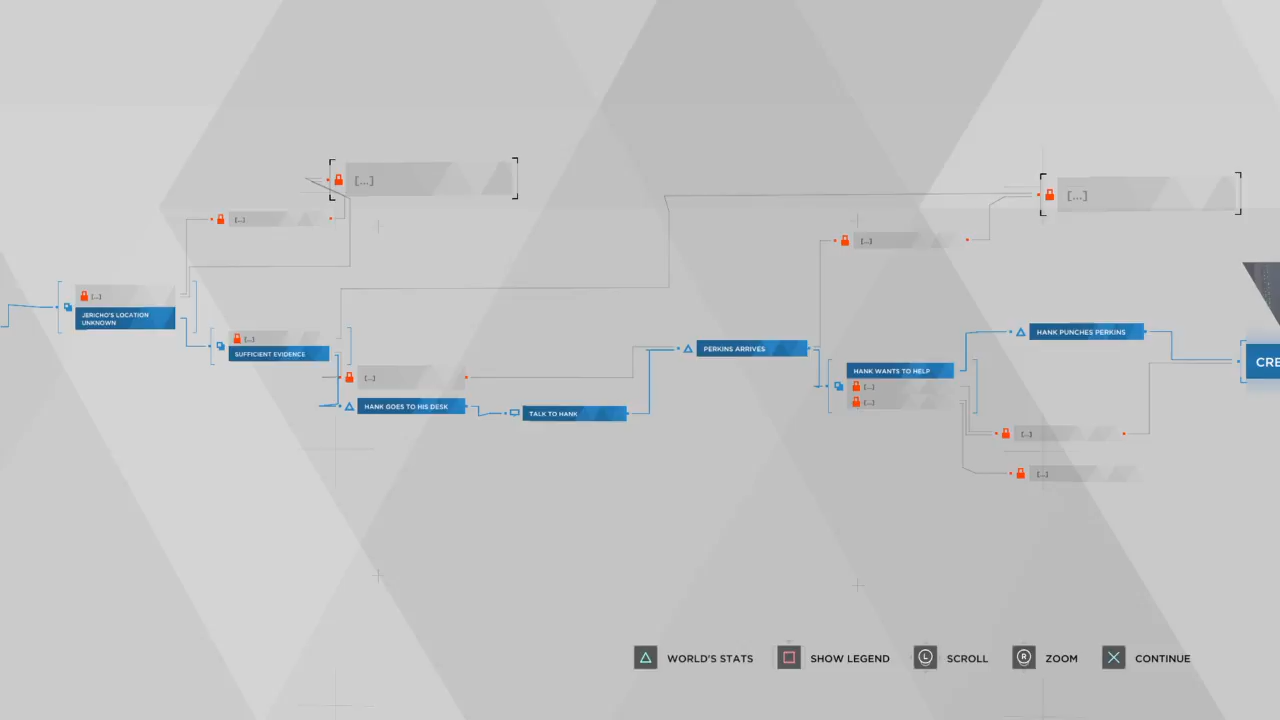 [...]
[...]
[...]
[...]
[...]
JERICHO'S LOCATION
UNKNOWN
HANK PUNCHES PERKINS
[...]
SUFFICIENT EVIDENCE
PERKINS ARRIVES
CRE
HANK WANTS TO HELP
[...]
[...]
[...]
HANK GOES TO HIS DESK
TALK TO HANK
[...]
[...]
L
R
WORLD'S STATS
SHOW LEGEND
SCROLL
ZOOM
CONTINUE